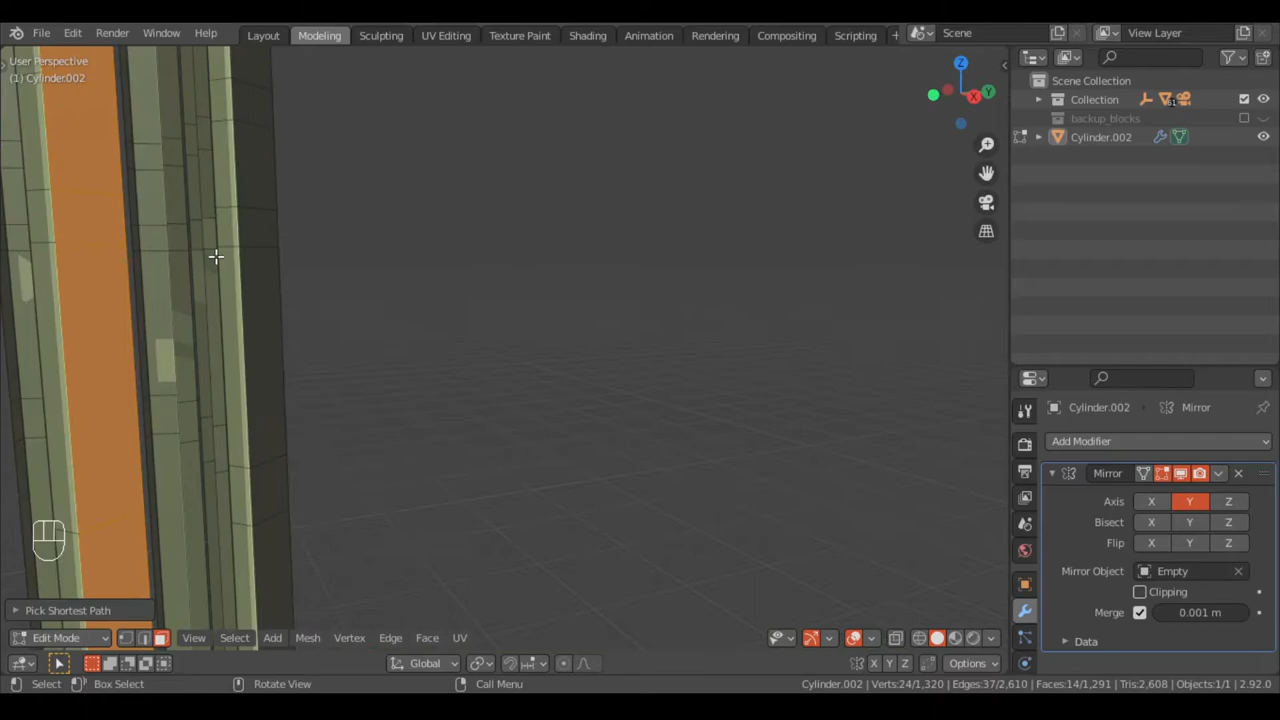 File Edit Render Window Help Layout Modeling Sculpting UV Editing Texture Paint Shading Animation Rendering Compositing Scripting + Scene View Layer
User Perspective
(1) Cylinder.002
Z
Y
X
Scene Collection
Collection 61
backup_blocks
Cylinder.002
Cylinder.002 › Mirror
Add Modifier
Mirror
Axis X Y Z
Bisect X Y Z
Flip X Y Z
Mirror Object Empty
Clipping
Merge 0.001 m
Data
Pick Shortest Path
Edit Mode View Select Add Mesh Vertex Edge Face UV
Global X Y Z Options
Select Box Select Rotate View Call Menu Cylinder.002 | Verts:24/1,320 | Edges:37/2,610 | Faces:14/1,291 | Tris:2,608 | Objects:1/1 | 2.92.0